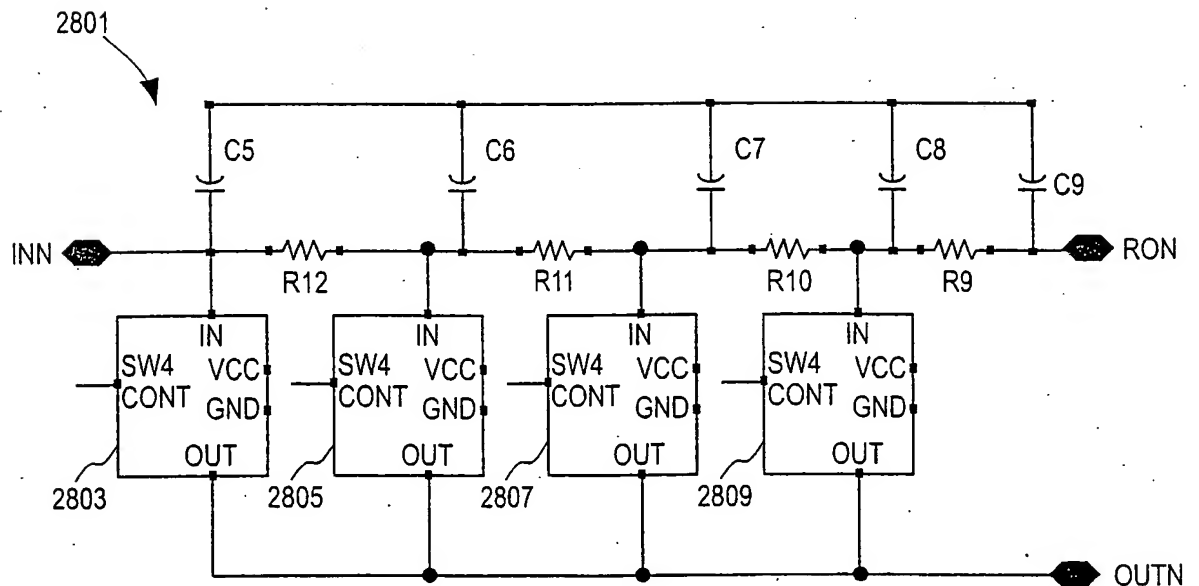 2801
C5
C6
C7
C8
C9
INN
R12
R11
R10
R9
RON
IN
SW4
CONT
VCC
GND
OUT
2803
IN
SW4
CONT
VCC
GND
OUT
2805
IN
SW4
CONT
VCC
GND
OUT
2807
IN
SW4
CONT
VCC
GND
OUT
2809
OUTN